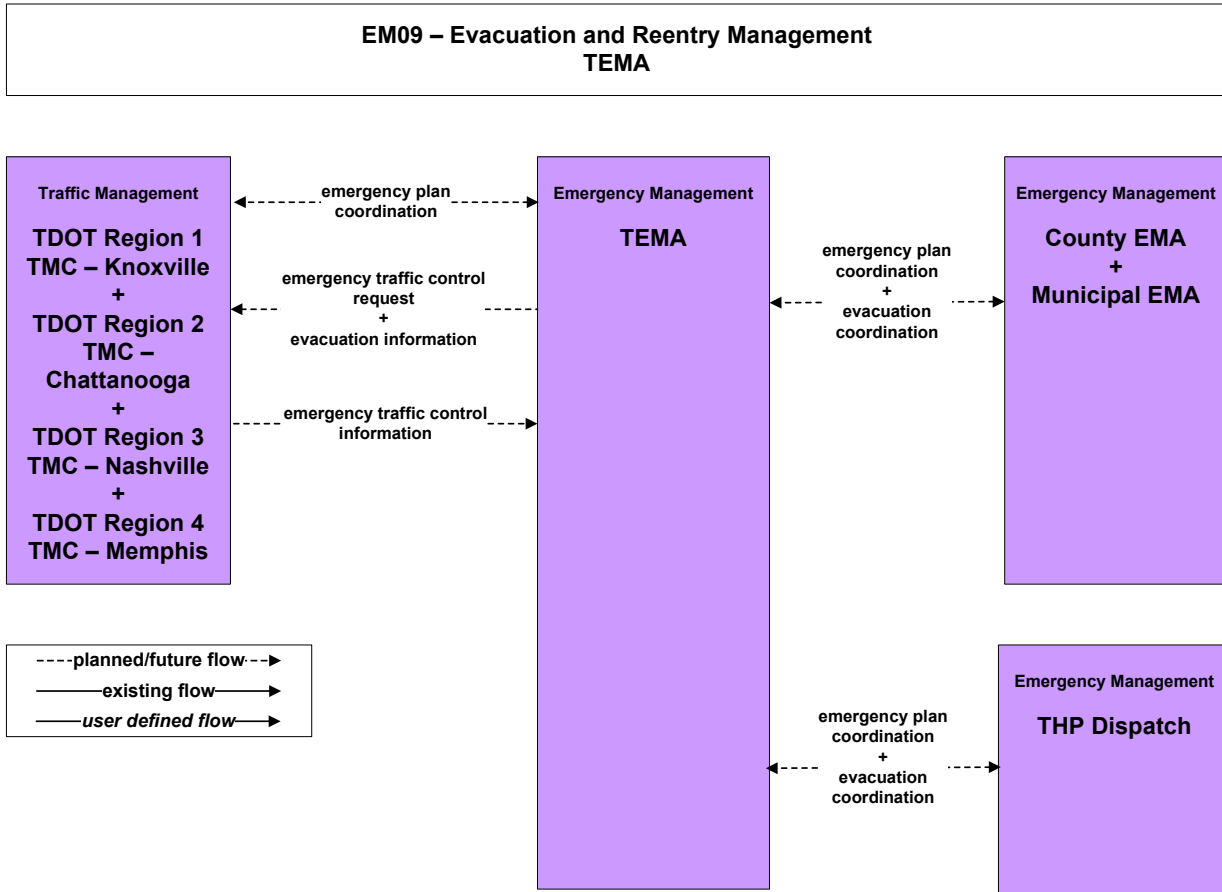 EM09 – Evacuation and Reentry Management
TEMA
Traffic Management
TDOT Region 1
TMC – Knoxville
+
TDOT Region 2
TMC –
Chattanooga
+
TDOT Region 3
TMC – Nashville
+
TDOT Region 4
TMC – Memphis
emergency plan
coordination
emergency traffic control
request
+
evacuation information
emergency traffic control
information
Emergency Management
TEMA
emergency plan
coordination
+
evacuation
coordination
Emergency Management
County EMA
+
Municipal EMA
planned/future flow
existing flow
user defined flow
emergency plan
coordination
+
evacuation
coordination
Emergency Management
THP Dispatch